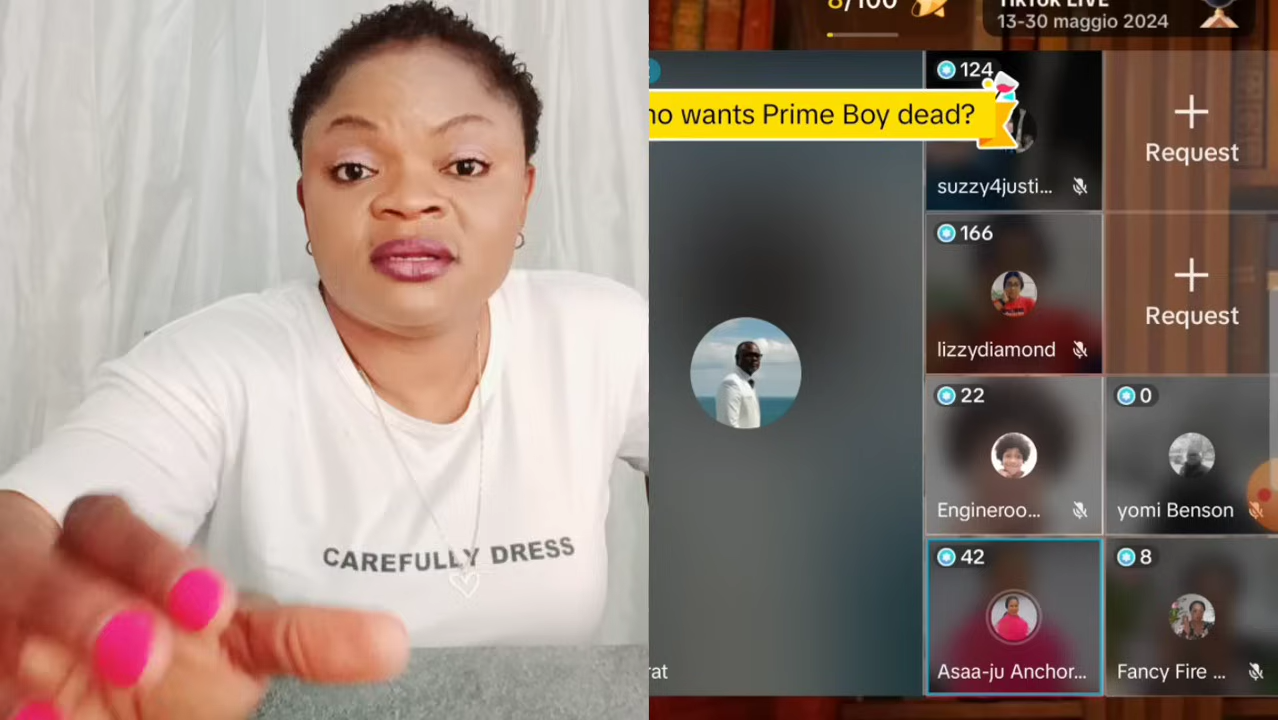 CAREFULLY DRESS
8/100
TikTok LIVE
13-30 maggio 2024
124
ho wants Prime Boy dead?
Request
suzzy4justi...
166
Request
lizzydiamond
22
0
Engineroo...
yomi Benson
42
8
rat
Asaa-ju Anchor...
Fancy Fire ...